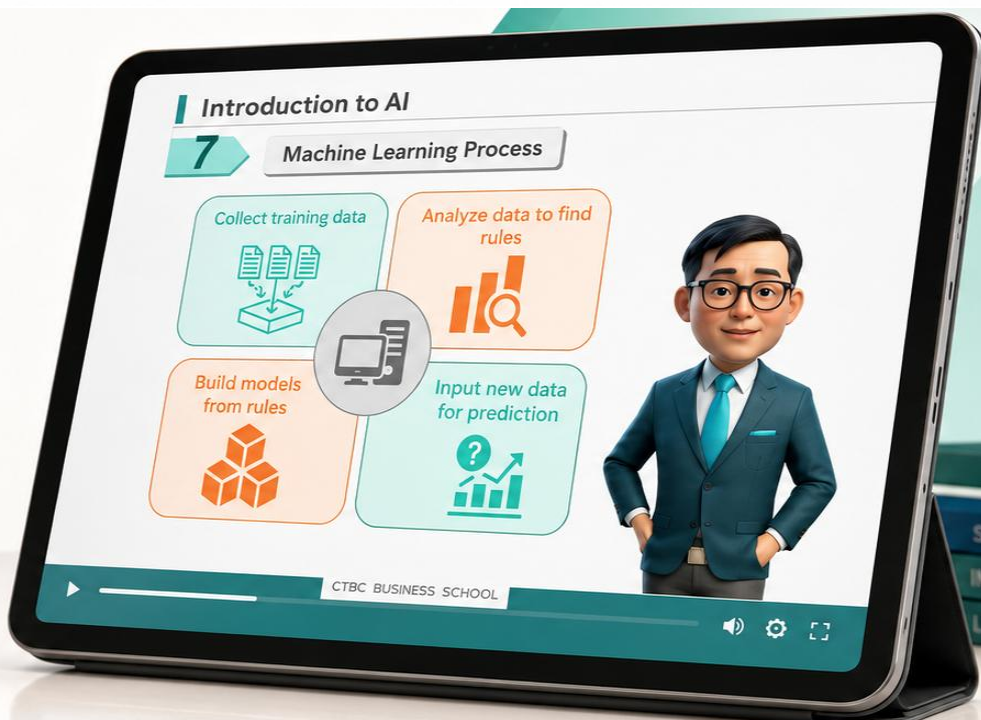 Introduction to AI
7
Machine Learning Process
Collect training data
Analyze data to find
rules
Build models
from rules
Input new data
for prediction
?
CTBC BUSINESS SCHOOL